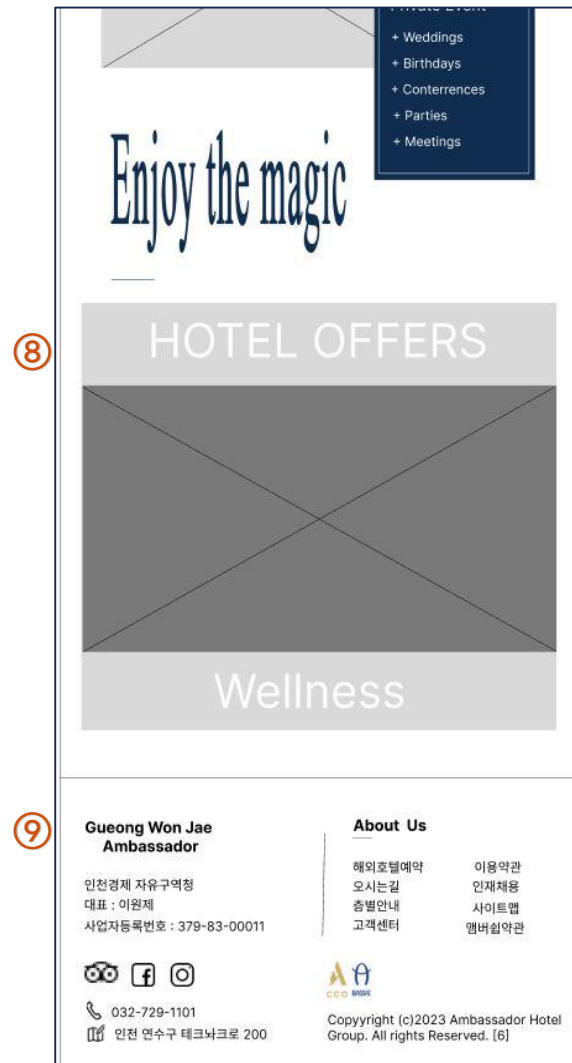 Private Event
+ Weddings
+ Birthdays
+ Conterrences
+ Parties
+ Meetings
Enjoy the magic
⑧
HOTEL OFFERS
Wellness
⑨
Gueong Won Jae
Ambassador
인천경제 자유구역청
대표 : 이원제
사업자등록번호 : 379-83-00011
032-729-1101
인천 연수구 테크놔크로 200
About Us
해외호텔예약 이용약관
오시는길 인재채용
층별안내 사이트맵
고객센터 맴버쉽약관
CCO
Copyyright (c)2023 Ambassador Hotel
Group. All rights Reserved. [6]